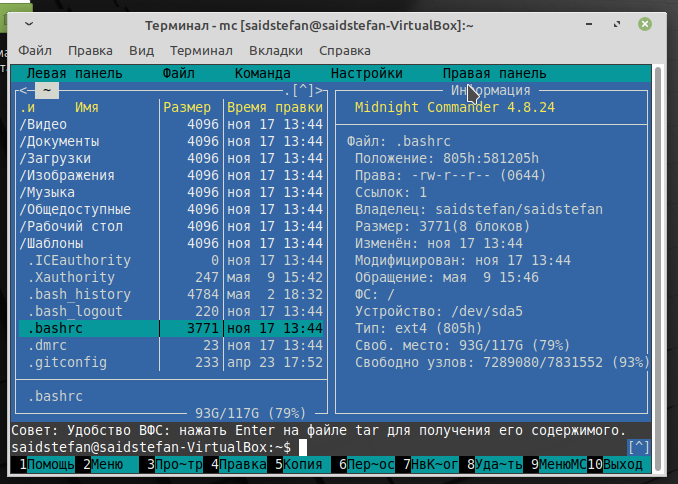 Терминал - mc [saidstefan@saidstefan-VirtualBox]:~
Файл Правка Вид Терминал Вкладки Справка
Левая панель Файл Команда Настройки Правая панель
<─ ~ .[^]>
.и Имя Размер Время правки
/Видео 4096 ноя 17 13:44
/Документы 4096 ноя 17 13:44
/Загрузки 4096 ноя 17 13:44
/Изображения 4096 ноя 17 13:44
/Музыка 4096 ноя 17 13:44
/Общедоступные 4096 ноя 17 13:44
/Рабочий стол 4096 ноя 17 13:44
/Шаблоны 4096 ноя 17 13:44
.ICEauthority 0 ноя 17 13:44
.Xauthority 247 мая 9 15:42
.bash_history 4784 мая 2 18:32
.bash_logout 220 ноя 17 13:44
.bashrc 3771 ноя 17 13:44
.dmrc 23 ноя 17 13:44
.gitconfig 233 апр 23 17:52
.bashrc
93G/117G (79%)
Информация
Midnight Commander 4.8.24
Файл: .bashrc
Положение: 805h:581205h
Права: -rw-r--r-- (0644)
Ссылок: 1
Владелец: saidstefan/saidstefan
Размер: 3771(8 блоков)
Изменён: ноя 17 13:44
Модифицирован: ноя 17 13:44
Обращение: мая 9 15:46
ФС: /
Устройство: /dev/sda5
Тип: ext4 (805h)
Своб. место: 93G/117G (79%)
Свободно узлов: 7289080/7831552 (93%)
Совет: Удобство ВФС: нажать Enter на файле tar для получения его содержимого.
saidstefan@saidstefan-VirtualBox:~$ [^]
1Помощь 2Меню 3Про~тр 4Правка 5Копия 6Пер~ос 7НвК~ог 8Уда~ть 9МенюМС 10Выход